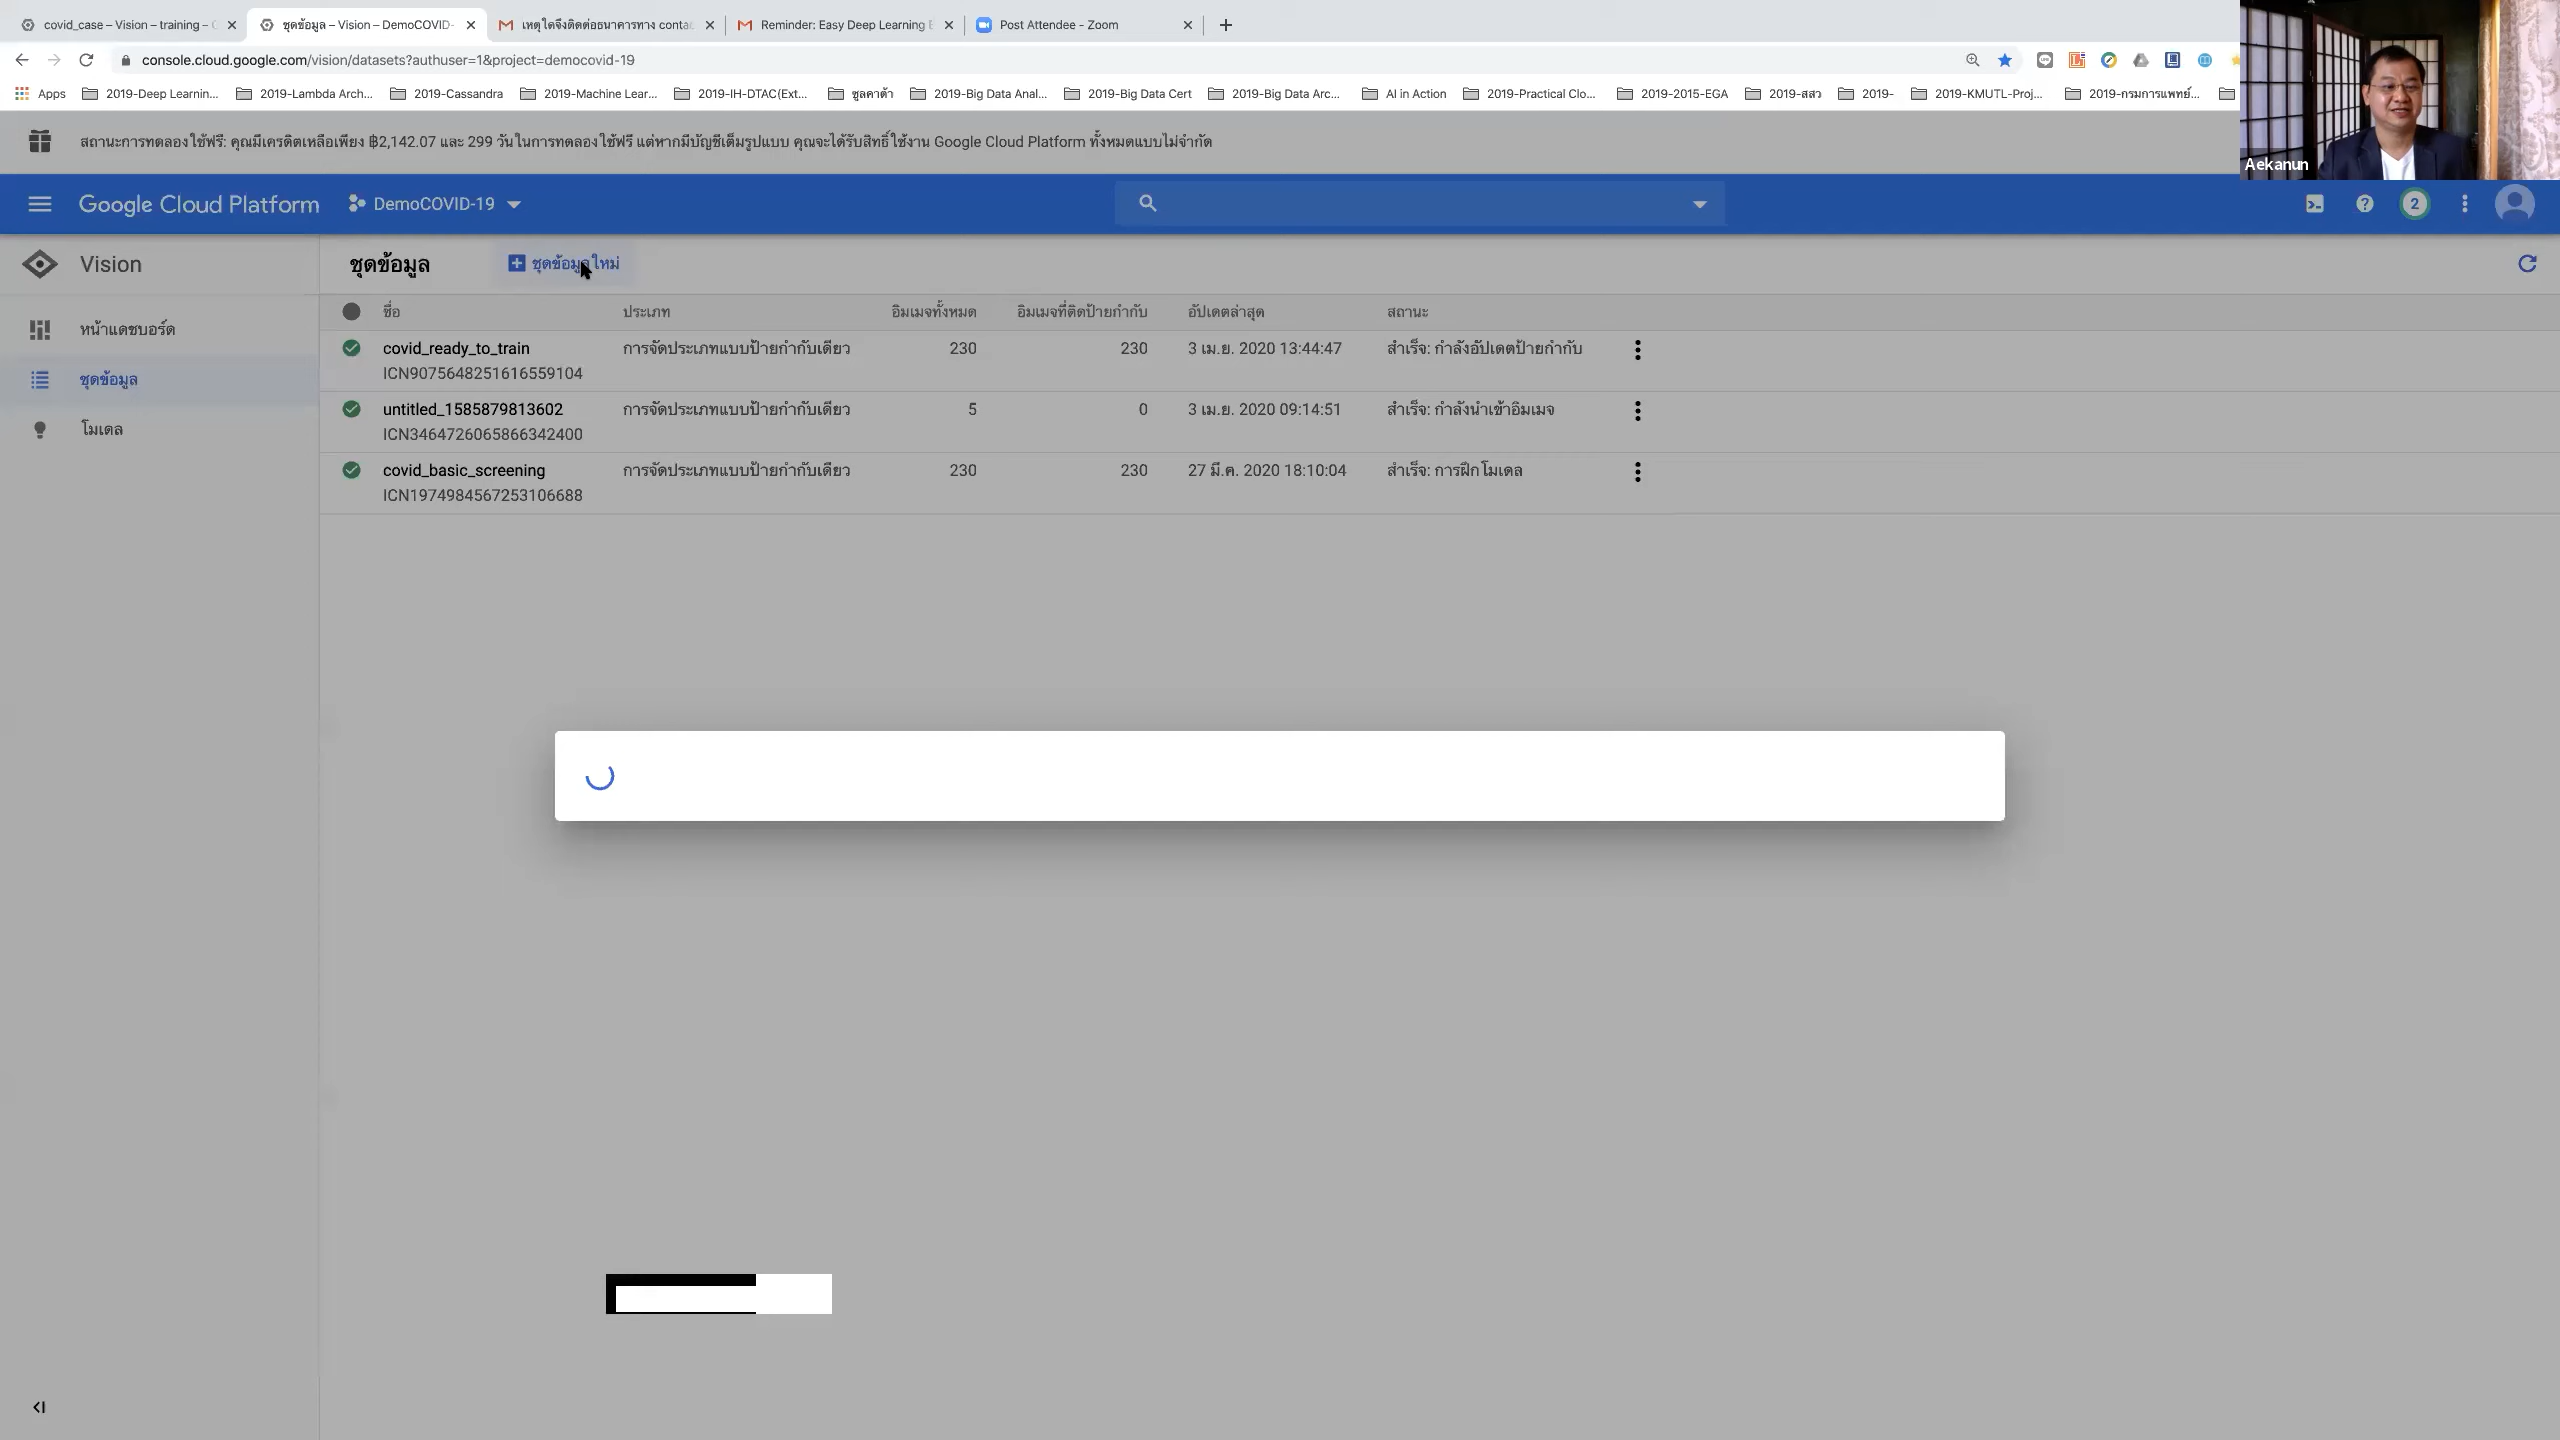 covid_case – Vision – training – ชุดข้อมูล – Vision – DemoCOVID- เหตุใดจึงติดต่อธนาคารทาง Reminder: Easy Deep Learning Post Attendee - Zoom
console.cloud.google.com/vision/datasets?authuser=1&project=democovid-19
Apps 2019-Deep Learnin... 2019-Lambda Arch... 2019-Cassandra 2019-Machine Lear... 2019-IH-DTAC(Ext... ซูลคาด้า 2019-Big Data Anal... 2019-Big Data Cert 2019-Big Data Arc... AI in Action 2019-Practical Clo... 2019-2015-EGA 2019-สสว 2019- 2019-KMUTL-Proj... 2019-กรมการแพทย์...
สถานะการทดลองใช้ฟรี: คุณมีเครดิตเหลือเพียง ฿2,142.07 และ 299 วันในการทดลองใช้ฟรี แต่หากมีบัญชีเต็มรูปแบบ คุณจะได้รับสิทธิ์ใช้งาน Google Cloud Platform ทั้งหมดแบบไม่จำกัด
Aekanun
Google Cloud Platform DemoCOVID-19 2
Vision ชุดข้อมูล ชุดข้อมูลใหม่
หน้าแดชบอร์ด
ชุดข้อมูล
โมเดล
ชื่อ ประเภท อิมเมจทั้งหมด อิมเมจที่ติดป้ายกำกับ อัปเดตล่าสุด สถานะ
covid_ready_to_train การจัดประเภทแบบป้ายกำกับเดียว 230 230 3 เม.ย. 2020 13:44:47 สำเร็จ: กำลังอัปเดตป้ายกำกับ
ICN9075648251616559104
untitled_1585879813602 การจัดประเภทแบบป้ายกำกับเดียว 5 0 3 เม.ย. 2020 09:14:51 สำเร็จ: กำลังนำเข้าอิมเมจ
ICN3464726065866342400
covid_basic_screening การจัดประเภทแบบป้ายกำกับเดียว 230 230 27 มี.ค. 2020 18:10:04 สำเร็จ: การฝึกโมเดล
ICN1974984567253106688